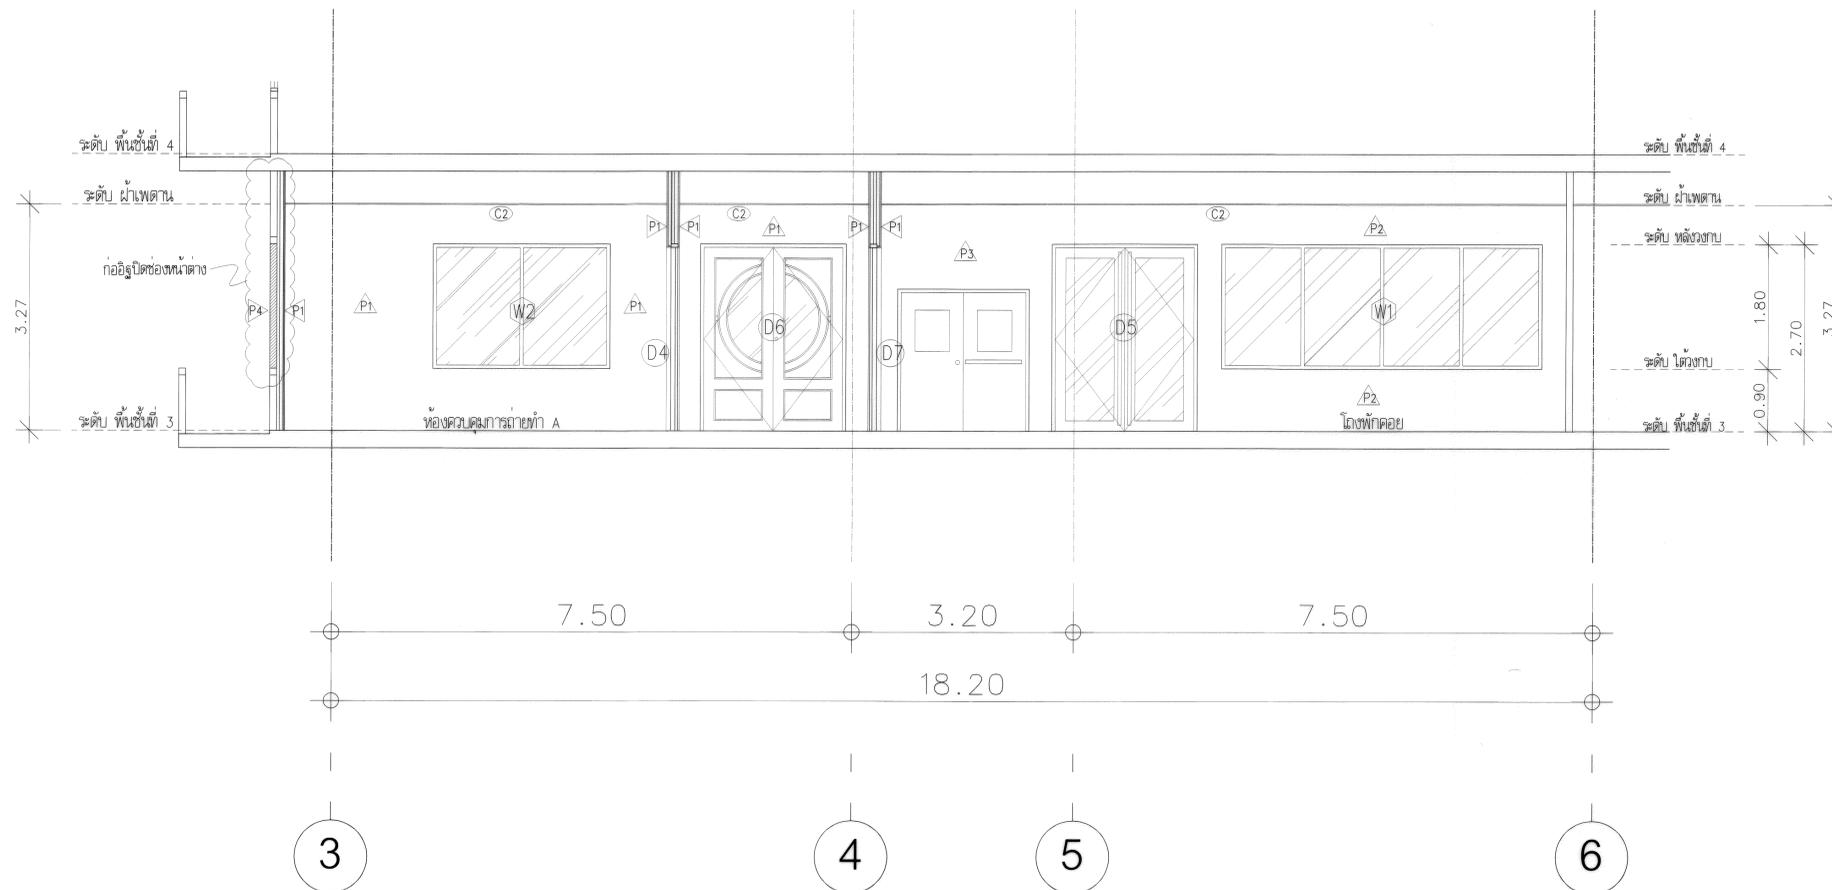 ระดับ พื้นชั้นที่ 4
ระดับ พื้นชั้นที่ 4
ระดับ ฝ้าเพดาน
ระดับ ฝ้าเพดาน
C2
C2
C2
P1
P1
P1
P1
P1
P2
ระดับ หลังวงกบ
P3
ก่ออิฐปิดช่องหน้าต่าง
3.27
P4
P1
P1
W2
P1
D6
D5
W1
1.80
2.70
3.27
D4
D7
ระดับ ใต้วงกบ
P2
0.90
ระดับ พื้นชั้นที่ 3
ห้องควบคุมการถ่ายทำ A
โถงพักคอย
ระดับ พื้นชั้นที่ 3
7.50
3.20
7.50
18.20
3
4
5
6